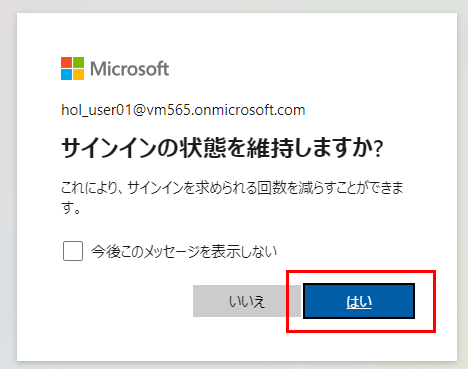 Microsoft
hol_user01@vm565.onmicrosoft.com
サインインの状態を維持しますか?
これにより、サインインを求められる回数を減らすことができま
す。
今後このメッセージを表示しない
いいえ
はい